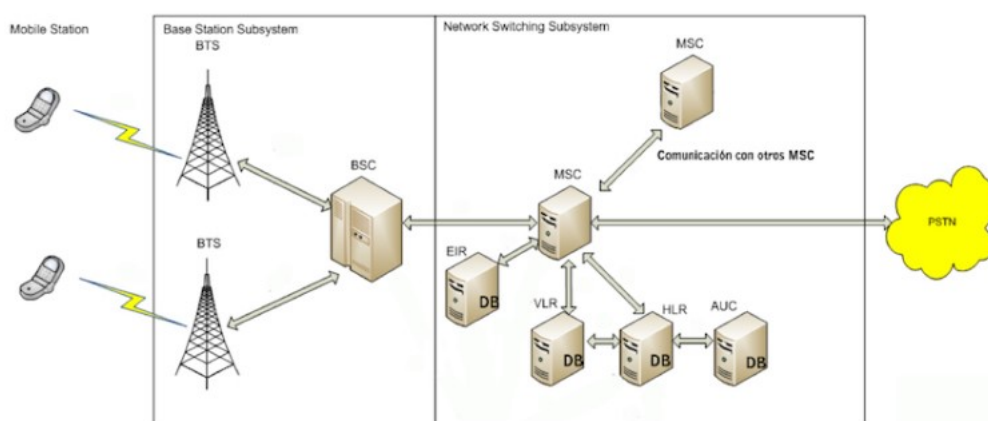 Mobile Station
Base Station Subsystem
Network Switching Subsystem
BTS
MSC
Comunicación con otros MSC
BSC
MSC
PSTN
BTS
EIR
DB
VLR
HLR
AUC
DB
DB
DB